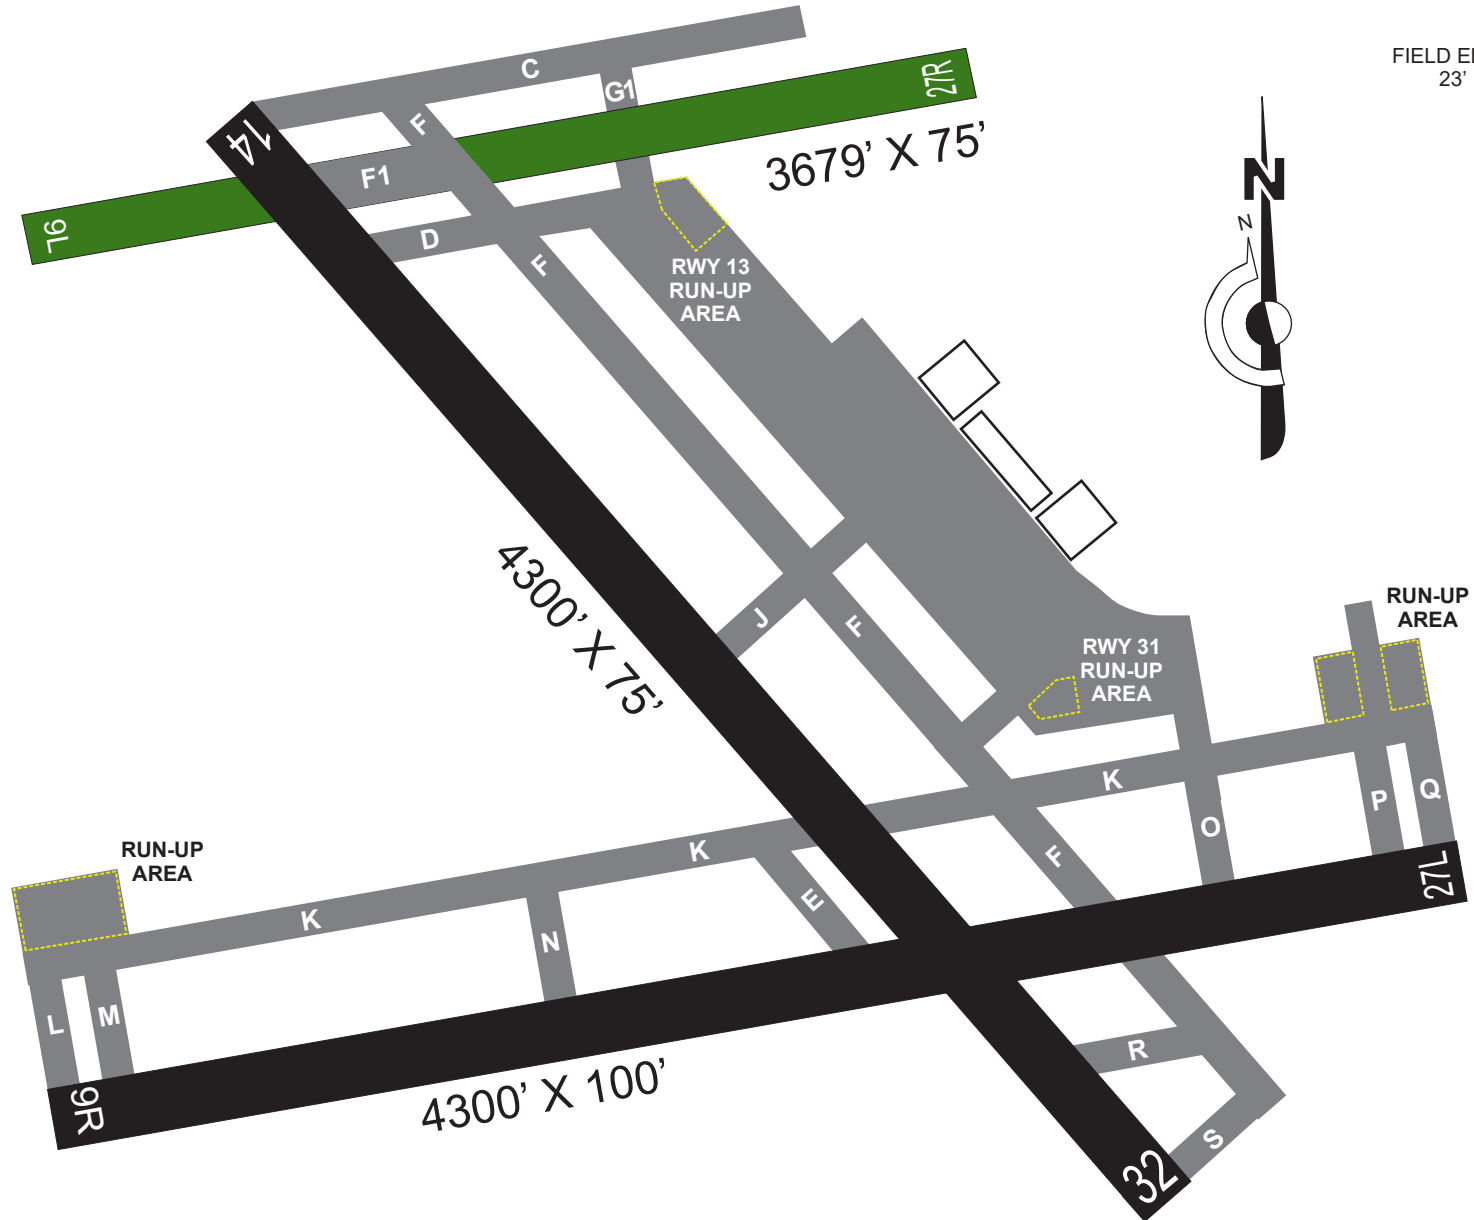 C
G1
27R
FIELD EL
23’
14
F
3679’ X 75’
N
F1
N
9L
D
F
RWY 13
RUN-UP
AREA
4300’ X 75’
J
F
RUN-UP
AREA
RWY 31
RUN-UP
AREA
K
P
Q
O
RUN-UP
AREA
K
F
27L
E
K
N
L
M
R
9R
4300’ X 100’
S
32